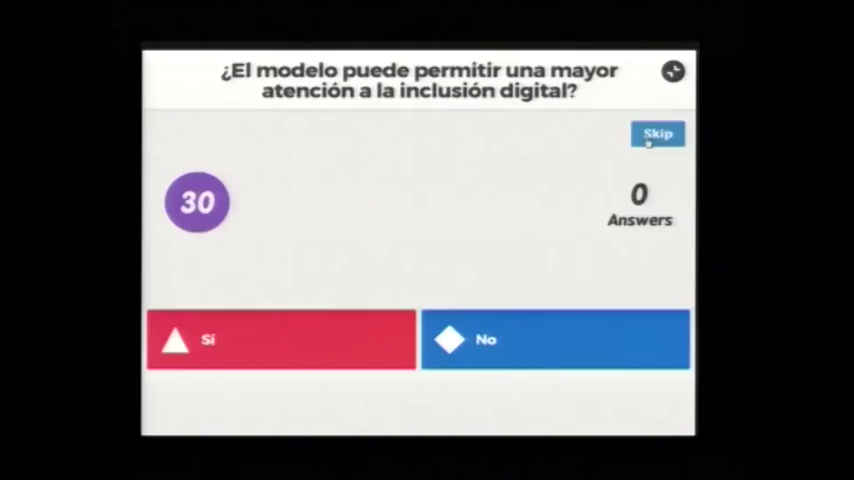 ¿El modelo puede permitir una mayor
atención a la inclusión digital?
Skip
30
0
Answers
Sí
No